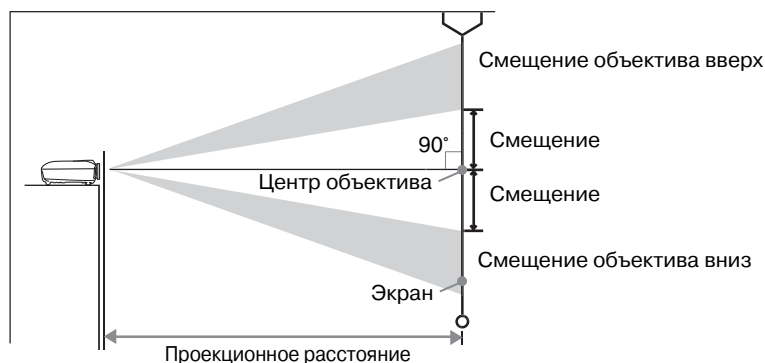 Смещение объектива вверх
90°
Смещение
Центр объектива
Смещение
Смещение объектива вниз
Экран
Проекционное расстояние